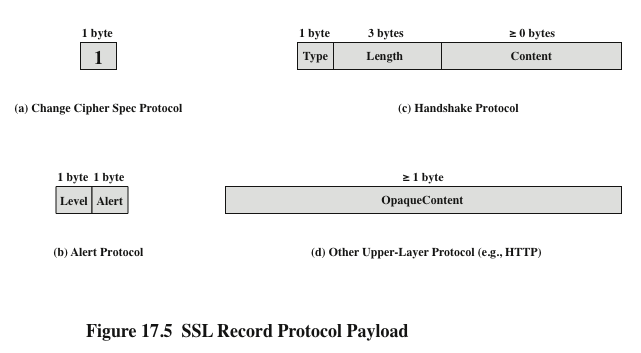 1 byte
1
(a) Change Cipher Spec Protocol
1 byte 3 bytes ≥ 0 bytes
Type Length Content
(c) Handshake Protocol
1 byte 1 byte
Level Alert
(b) Alert Protocol
≥ 1 byte
OpaqueContent
(d) Other Upper-Layer Protocol (e.g., HTTP)
Figure 17.5 SSL Record Protocol Payload